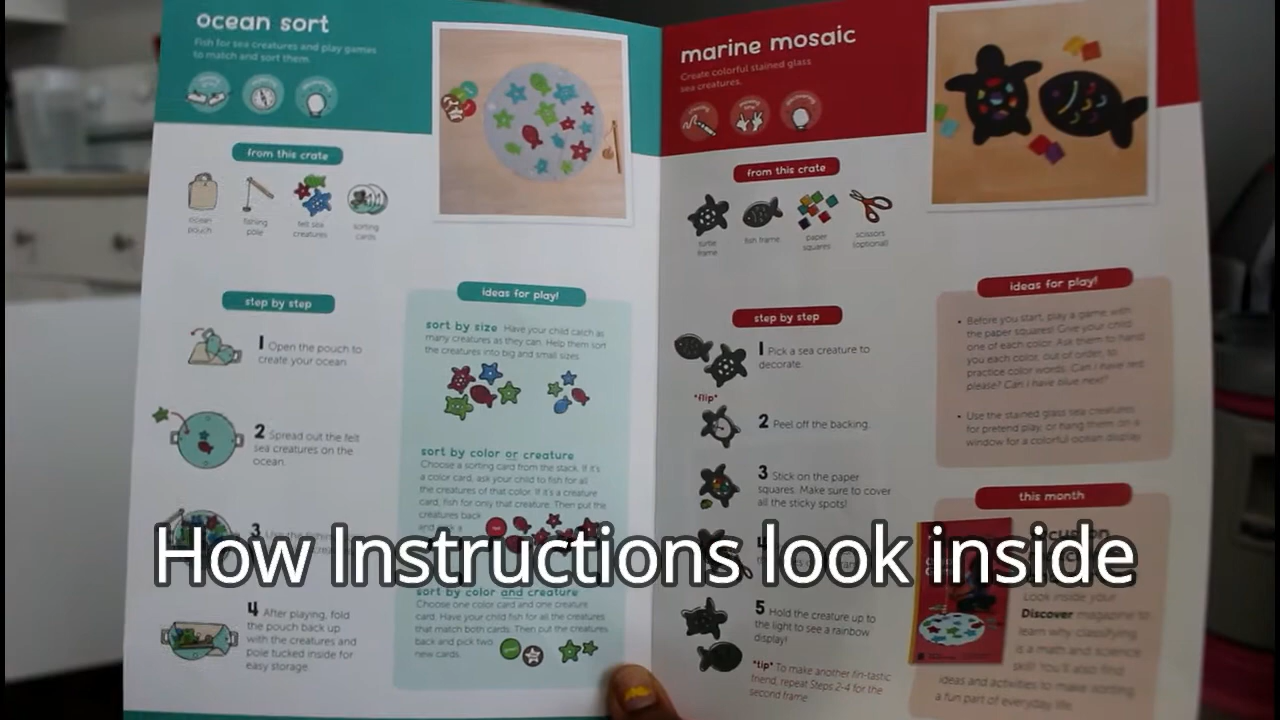 ocean sort
Fish for sea creatures and play games
to match and sort them.
from this crate
ocean
pouch
fishing
pole
felt sea
creatures
sorting
cards
step by step
1 Open the pouch to
create your ocean.
2 Spread out the felt
sea creatures on the
ocean.
3
4 After playing, fold
the pouch back up
with the creatures and
pole tucked inside for
easy storage.
ideas for play!
sort by size Have your child catch as
many creatures as they can. Help them sort
the creatures into big and small sizes.
sort by color or creature
Choose a sorting card from the stack. If it's
a color card, ask your child to fish for all
the creatures of that color. If it's a creature
card, fish for only that creature. Then put the
creatures back
and pick a
sort by color and creature
Choose one color card and one creature
card. Have your child fish for all the creatures
that match both cards. Then put the creatures
back and pick two
new cards.
marine mosaic
Create colorful stained glass
sea creatures.
from this crate
turtle
frame
fish frame
paper
squares
scissors
(optional)
step by step
1 Pick a sea creature to
decorate.
*flip*
2 Peel off the backing.
3 Stick on the paper
squares. Make sure to cover
all the sticky spots!
4
5 Hold the creature up to
the light to see a rainbow
display!
*tip* To make another fin-tastic
friend, repeat Steps 2-4 for the
second frame.
ideas for play!
• Before you start, play a game with
the paper squares! Give your child
one of each color. Ask them to hand
you each color, out of order, to
practice color words. Can I have red
please? Can I have blue next?
• Use the stained glass sea creatures
for pretend play, or hang them on a
window for a colorful ocean display.
this month
Look inside your
Discover magazine to
learn why classifying
is a math and science
skill! You'll also find
ideas and activities to make sorting
a fun part of everyday life.
How Instructions look inside